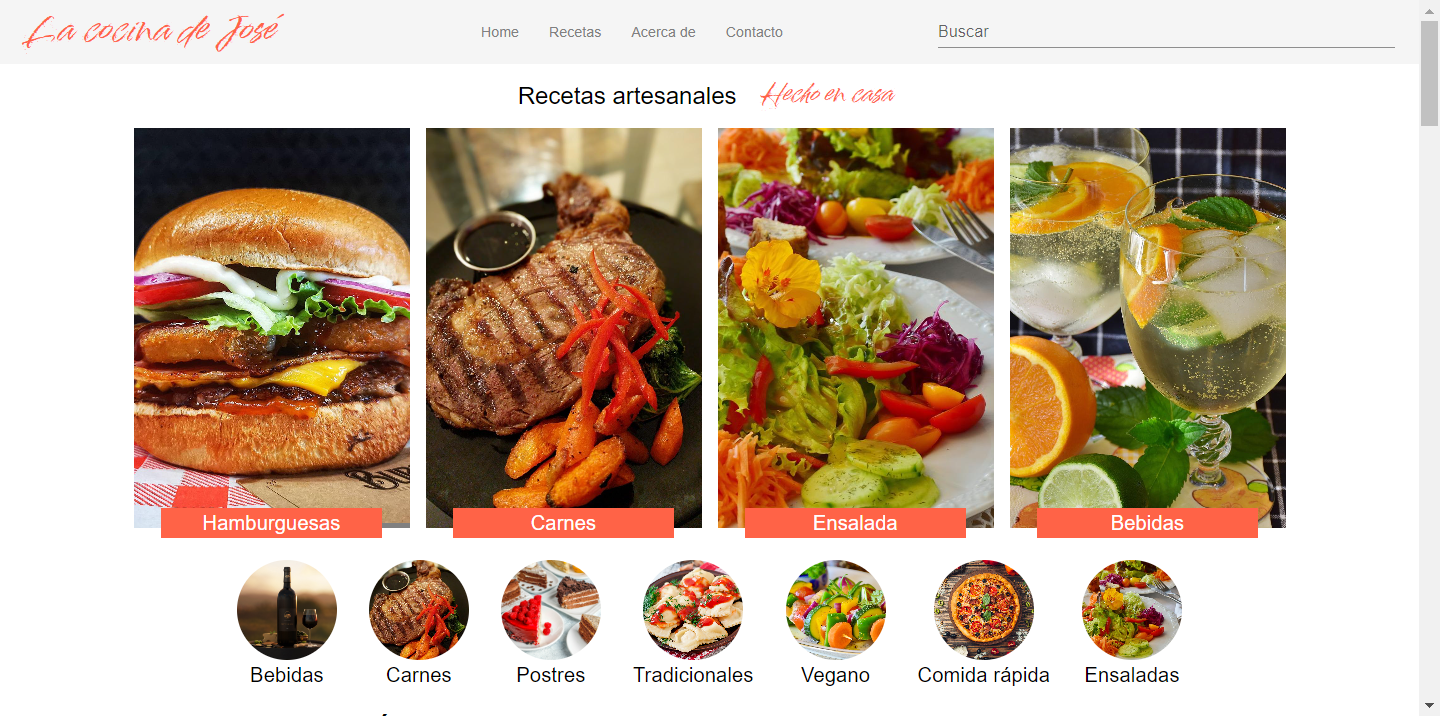 La cocina de José
Home Recetas Acerca de Contacto
Buscar
Recetas artesanales Hecho en casa
Hamburguesas Carnes Ensalada Bebidas
Bebidas Carnes Postres Tradicionales Vegano Comida rápida Ensaladas